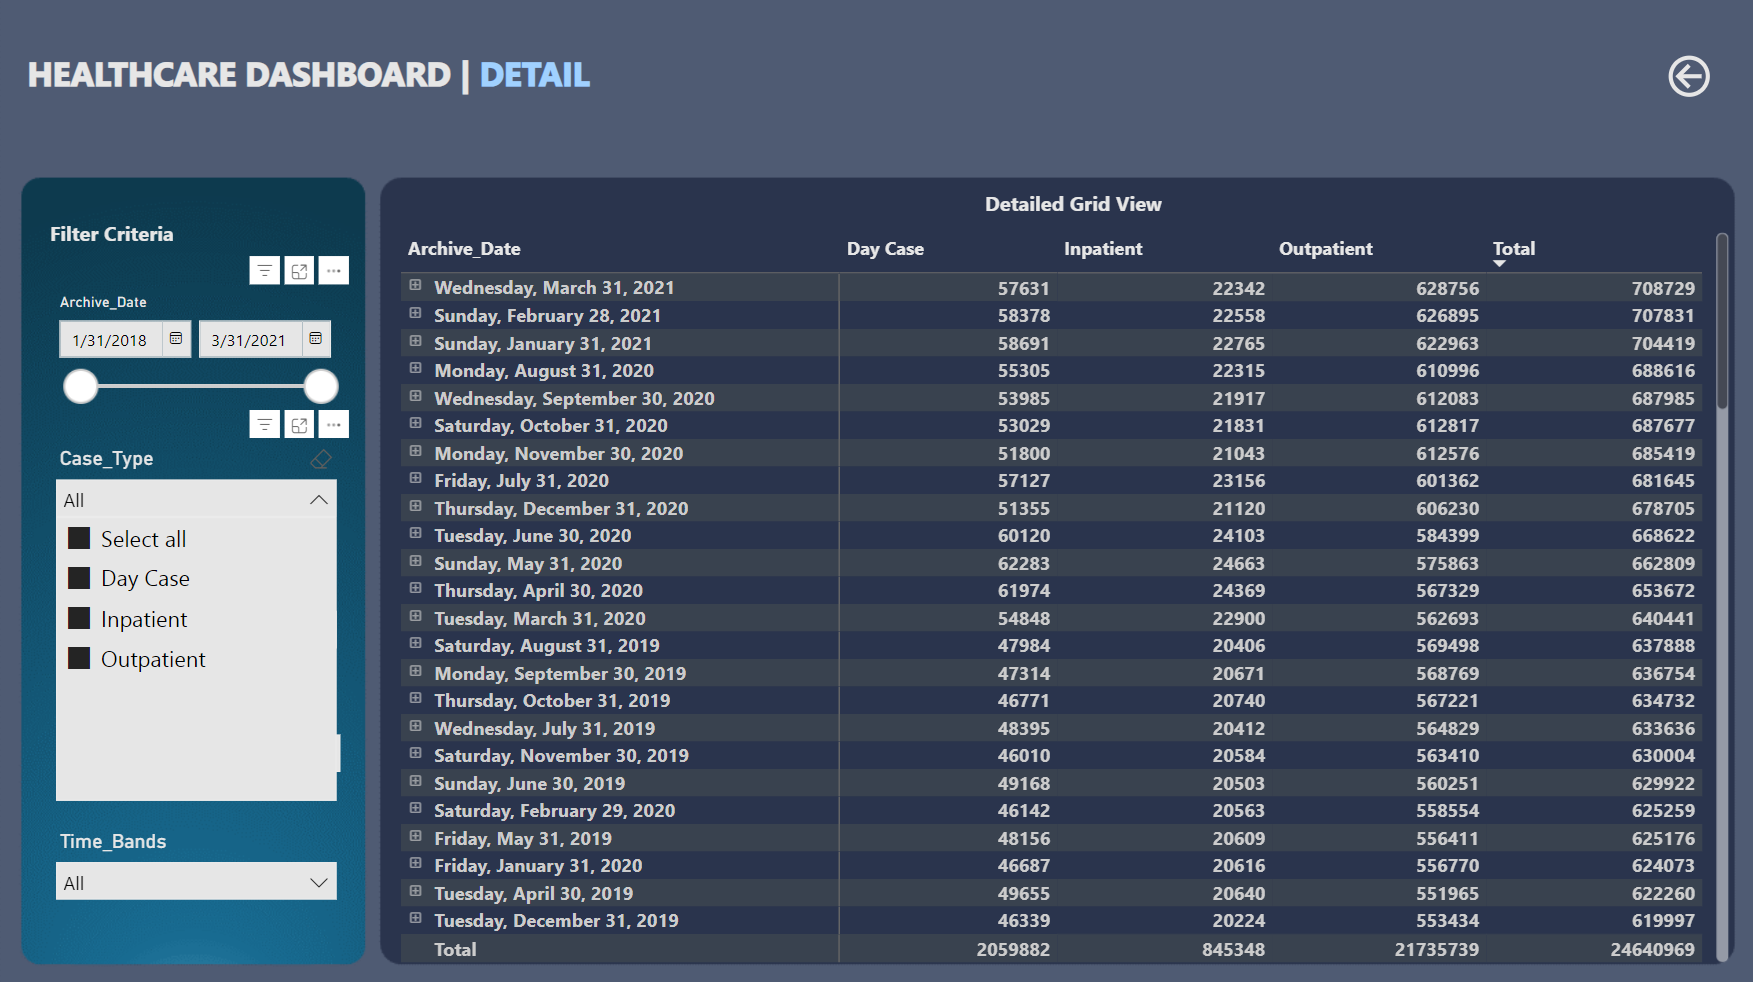 HEALTHCARE DASHBOARD | DETAIL
Filter Criteria
Archive_Date
1/31/2018 3/31/2021
Case_Type
All
Select all
Day Case
Inpatient
Outpatient
Time_Bands
All
Detailed Grid View
Archive_Date Day Case Inpatient Outpatient Total
Wednesday, March 31, 2021 57631 22342 628756 708729
Sunday, February 28, 2021 58378 22558 626895 707831
Sunday, January 31, 2021 58691 22765 622963 704419
Monday, August 31, 2020 55305 22315 610996 688616
Wednesday, September 30, 2020 53985 21917 612083 687985
Saturday, October 31, 2020 53029 21831 612817 687677
Monday, November 30, 2020 51800 21043 612576 685419
Friday, July 31, 2020 57127 23156 601362 681645
Thursday, December 31, 2020 51355 21120 606230 678705
Tuesday, June 30, 2020 60120 24103 584399 668622
Sunday, May 31, 2020 62283 24663 575863 662809
Thursday, April 30, 2020 61974 24369 567329 653672
Tuesday, March 31, 2020 54848 22900 562693 640441
Saturday, August 31, 2019 47984 20406 569498 637888
Monday, September 30, 2019 47314 20671 568769 636754
Thursday, October 31, 2019 46771 20740 567221 634732
Wednesday, July 31, 2019 48395 20412 564829 633636
Saturday, November 30, 2019 46010 20584 563410 630004
Sunday, June 30, 2019 49168 20503 560251 629922
Saturday, February 29, 2020 46142 20563 558554 625259
Friday, May 31, 2019 48156 20609 556411 625176
Friday, January 31, 2020 46687 20616 556770 624073
Tuesday, April 30, 2019 49655 20640 551965 622260
Tuesday, December 31, 2019 46339 20224 553434 619997
Total 2059882 845348 21735739 24640969